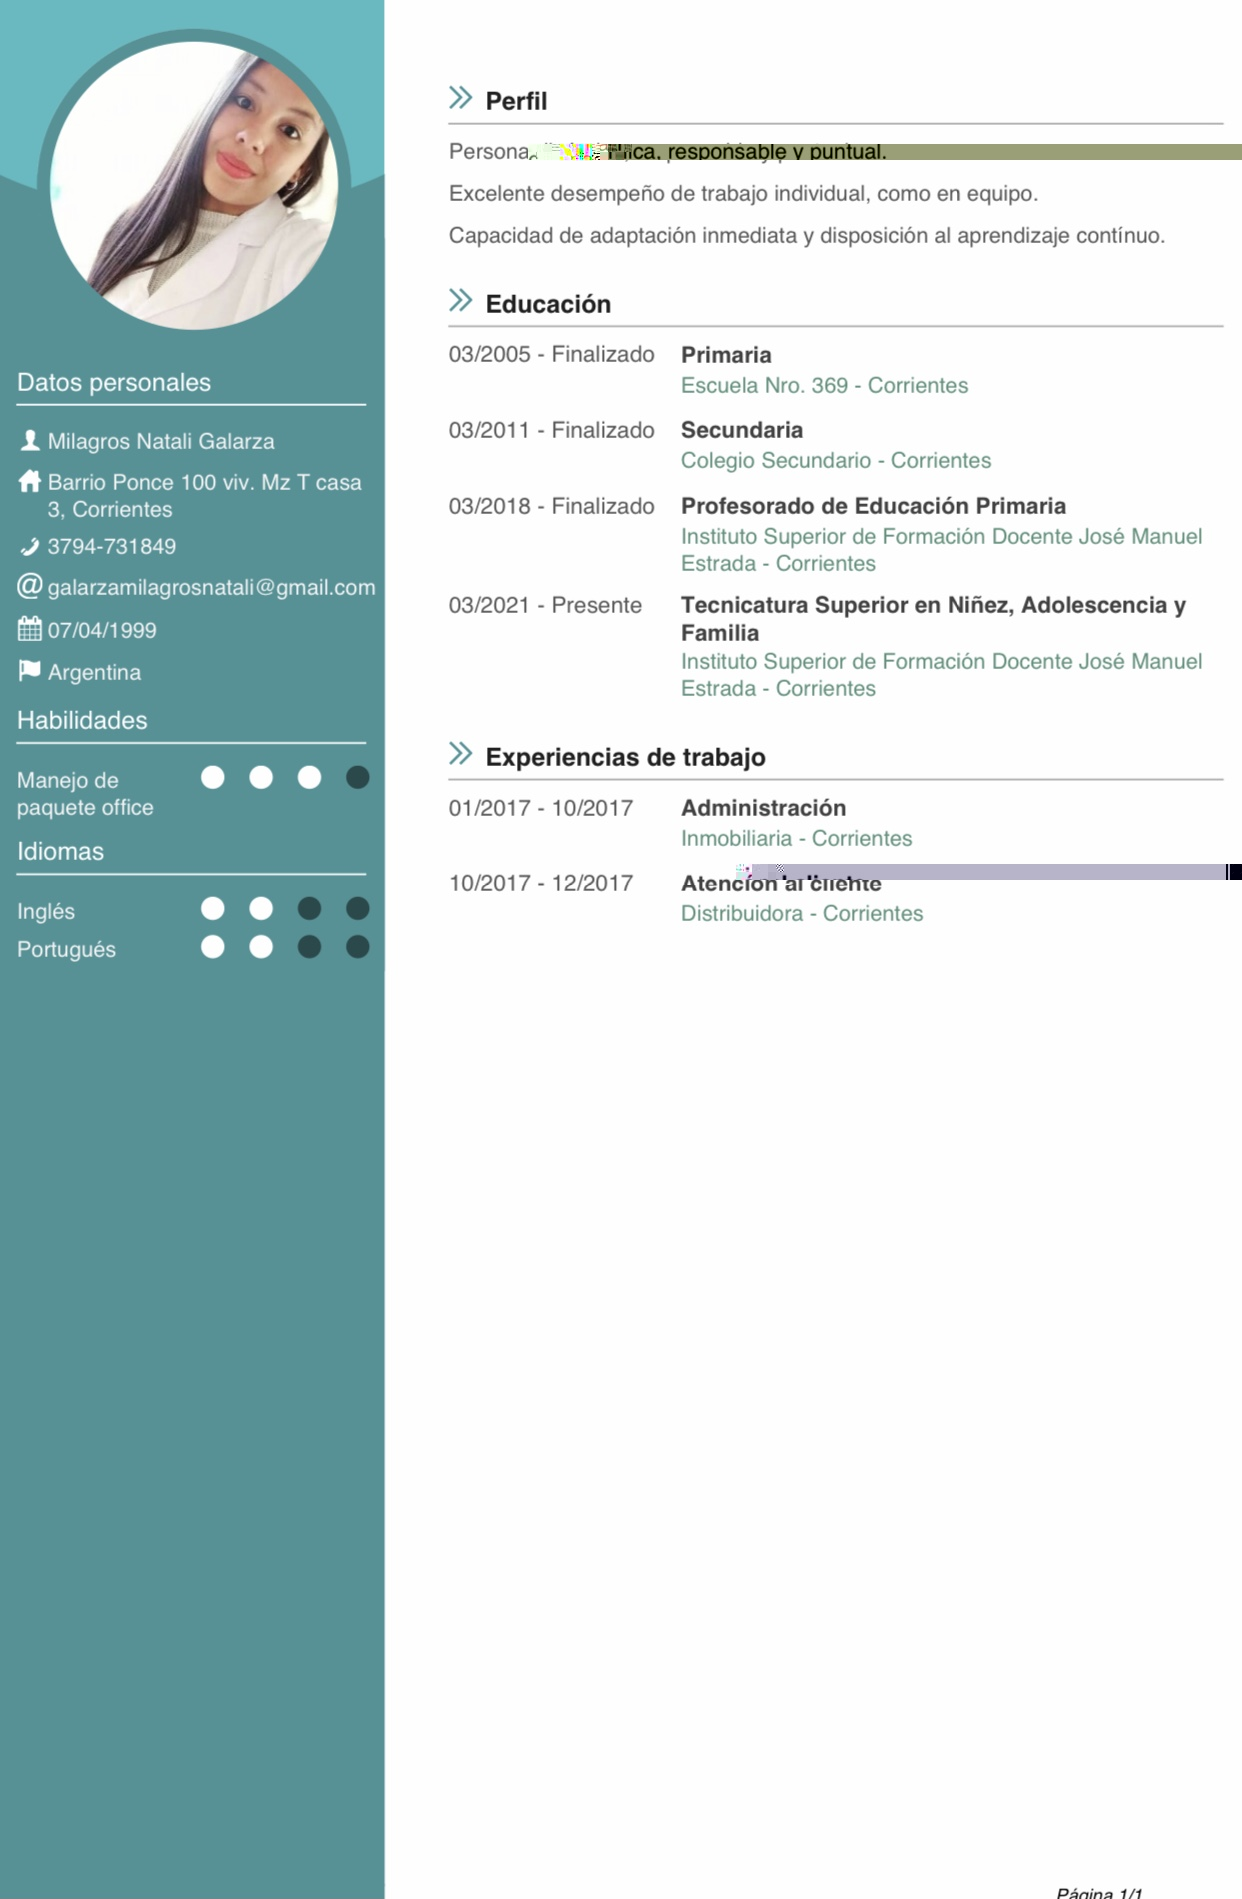 Datos personales
Milagros Natali Galarza
Barrio Ponce 100 viv. Mz T casa
3, Corrientes
3794-731849
galarzamilagrosnatali@gmail.com
07/04/1999
Argentina
Habilidades
Manejo de
paquete office
Idiomas
Inglés
Portugués
Perfil
Persona responsable y puntual.
Excelente desempeño de trabajo individual, como en equipo.
Capacidad de adaptación inmediata y disposición al aprendizaje contínuo.
Educación
03/2005 - Finalizado Primaria
Escuela Nro. 369 - Corrientes
03/2011 - Finalizado Secundaria
Colegio Secundario - Corrientes
03/2018 - Finalizado Profesorado de Educación Primaria
Instituto Superior de Formación Docente José Manuel
Estrada - Corrientes
03/2021 - Presente Tecnicatura Superior en Niñez, Adolescencia y
Familia
Instituto Superior de Formación Docente José Manuel
Estrada - Corrientes
Experiencias de trabajo
01/2017 - 10/2017 Administración
Inmobiliaria - Corrientes
10/2017 - 12/2017 Atención al cliente
Distribuidora - Corrientes
Página 1/1